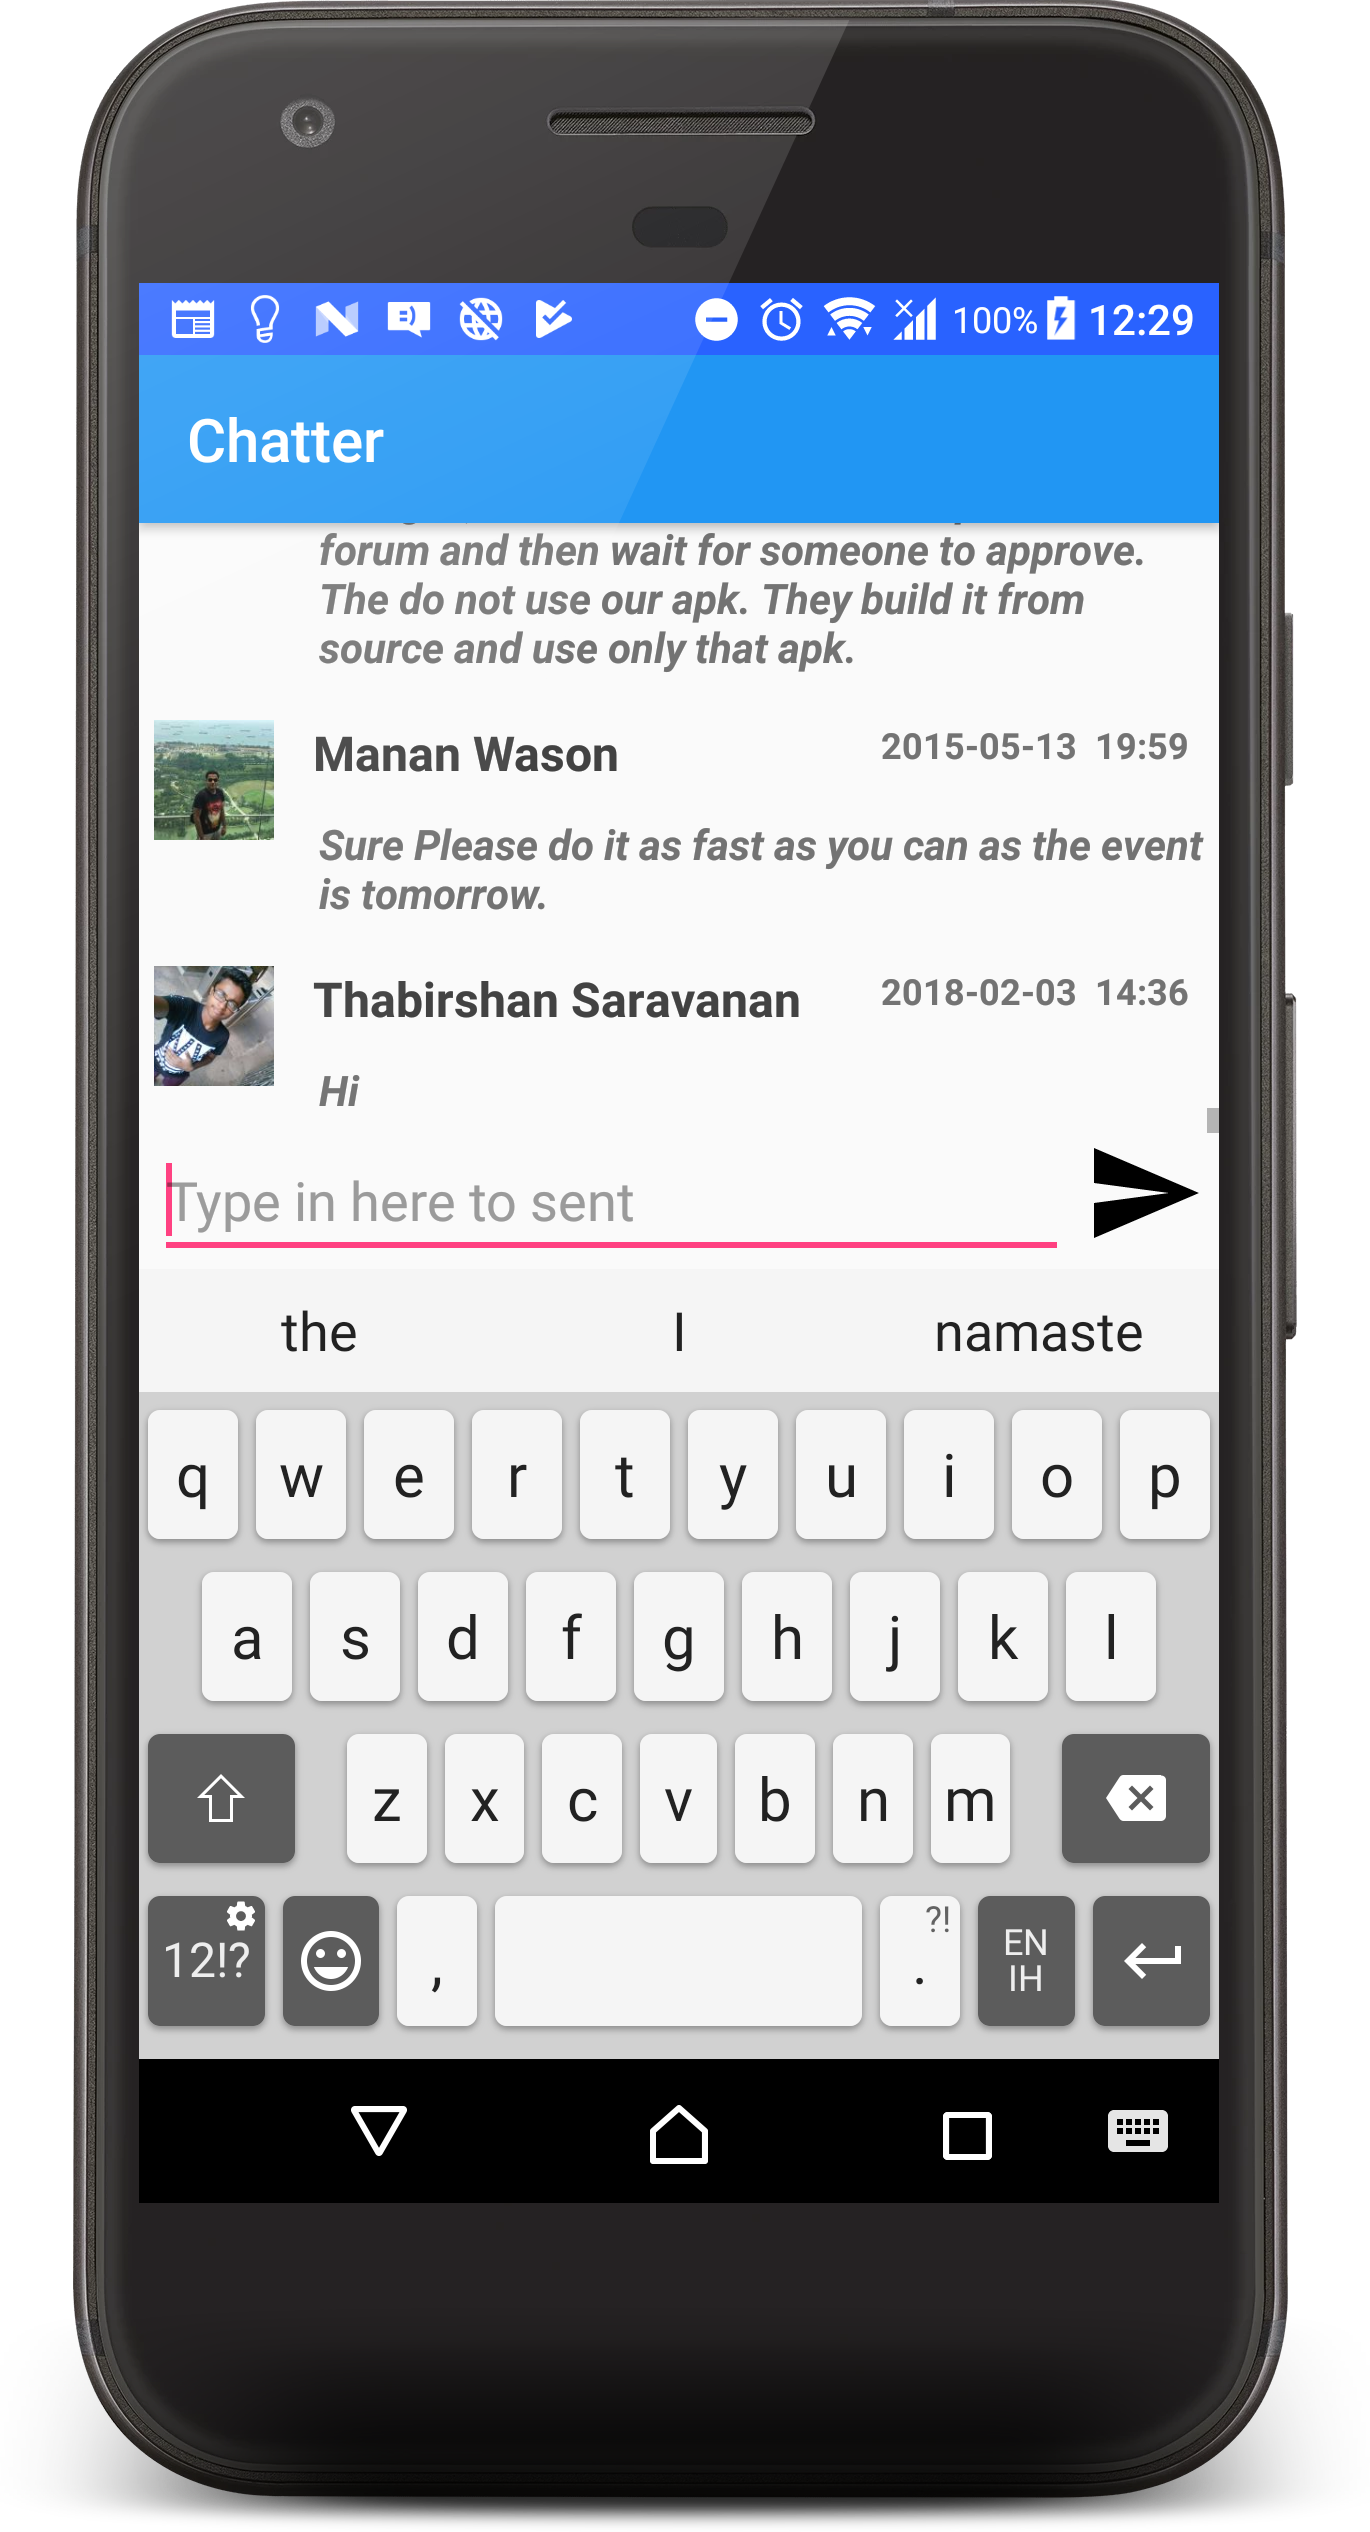 100% 12:29
Chatter
forum and then wait for someone to approve.
The do not use our apk. They build it from
source and use only that apk.
Manan Wason 2015-05-13 19:59
Sure Please do it as fast as you can as the event
is tomorrow.
Thabirshan Saravanan 2018-02-03 14:36
Hi
Type in here to sent
the I namaste
q w e r t y u i o p
a s d f g h j k l
z x c v b n m
12!? , ?! . EN
IH